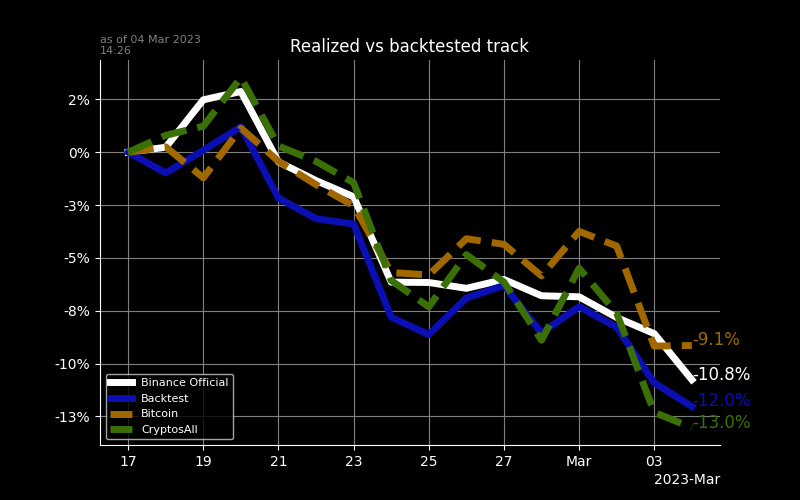 as of 04 Mar 2023
14:26
Realized vs backtested track
2%
0%
-3%
-5%
-8%
-10%
-13%
Binance Official
Backtest
Bitcoin
CryptosAll
-9.1%
-10.8%
-12.0%
-13.0%
17 19 21 23 25 27 Mar 03
2023-Mar